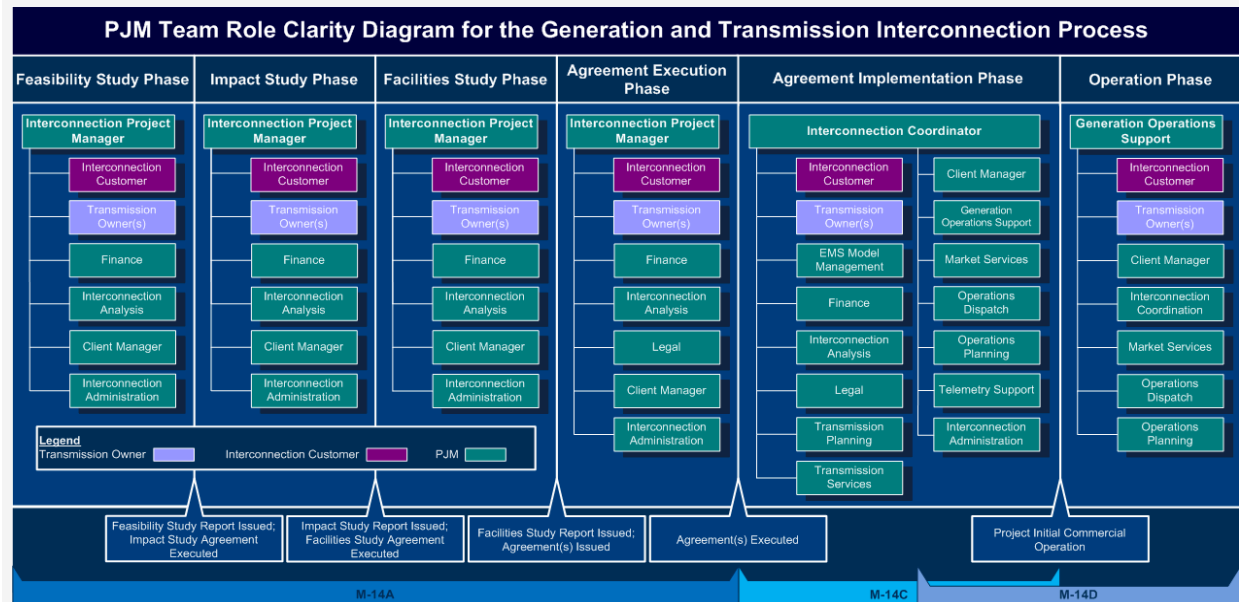 PJM Team Role Clarity Diagram for the Generation and Transmission Interconnection Process
Feasibility Study Phase
Impact Study Phase
Facilities Study Phase
Agreement Execution
Phase
Agreement Implementation Phase
Operation Phase
Interconnection Project
Manager
Interconnection
Customer
Transmission
Owner(s)
Finance
Interconnection
Analysis
Client Manager
Interconnection
Administration
Interconnection Project
Manager
Interconnection
Customer
Transmission
Owner(s)
Finance
Interconnection
Analysis
Client Manager
Interconnection
Administration
Interconnection Project
Manager
Interconnection
Customer
Transmission
Owner(s)
Finance
Interconnection
Analysis
Client Manager
Interconnection
Administration
Interconnection Project
Manager
Interconnection
Customer
Transmission
Owner(s)
Finance
Interconnection
Analysis
Legal
Client Manager
Interconnection
Administration
Interconnection Coordinator
Interconnection
Customer
Transmission
Owner(s)
EMS Model
Management
Finance
Interconnection
Analysis
Legal
Transmission
Planning
Transmission
Services
Client Manager
Generation
Operations Support
Market Services
Operations
Dispatch
Operations
Planning
Telemetry Support
Interconnection
Administration
Generation Operations
Support
Interconnection
Customer
Transmission
Owner(s)
Client Manager
Interconnection
Coordination
Market Services
Operations
Dispatch
Operations
Planning
Legend
Transmission Owner
Interconnection Customer
PJM
Feasibility Study Report Issued;
Impact Study Agreement
Executed
Impact Study Report Issued;
Facilities Study Agreement
Executed
Facilities Study Report Issued;
Agreement(s) Issued
Agreement(s) Executed
Project Initial Commercial
Operation
M-14A
M-14C
M-14D